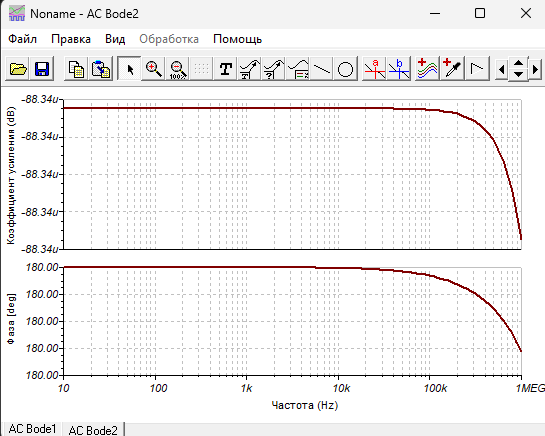 Noname - AC Bode2
Файл Правка Вид Обработка Помощь
100%
T
?
a
b
-88.34u
-88.34u
-88.34u
-88.34u
-88.34u
Коэффициент усиления (dB)
180.00
180.00
180.00
180.00
180.00
Фаза [deg]
10 100 1k 10k 100k 1MEG
Частота (Hz)
AC Bode1 AC Bode2